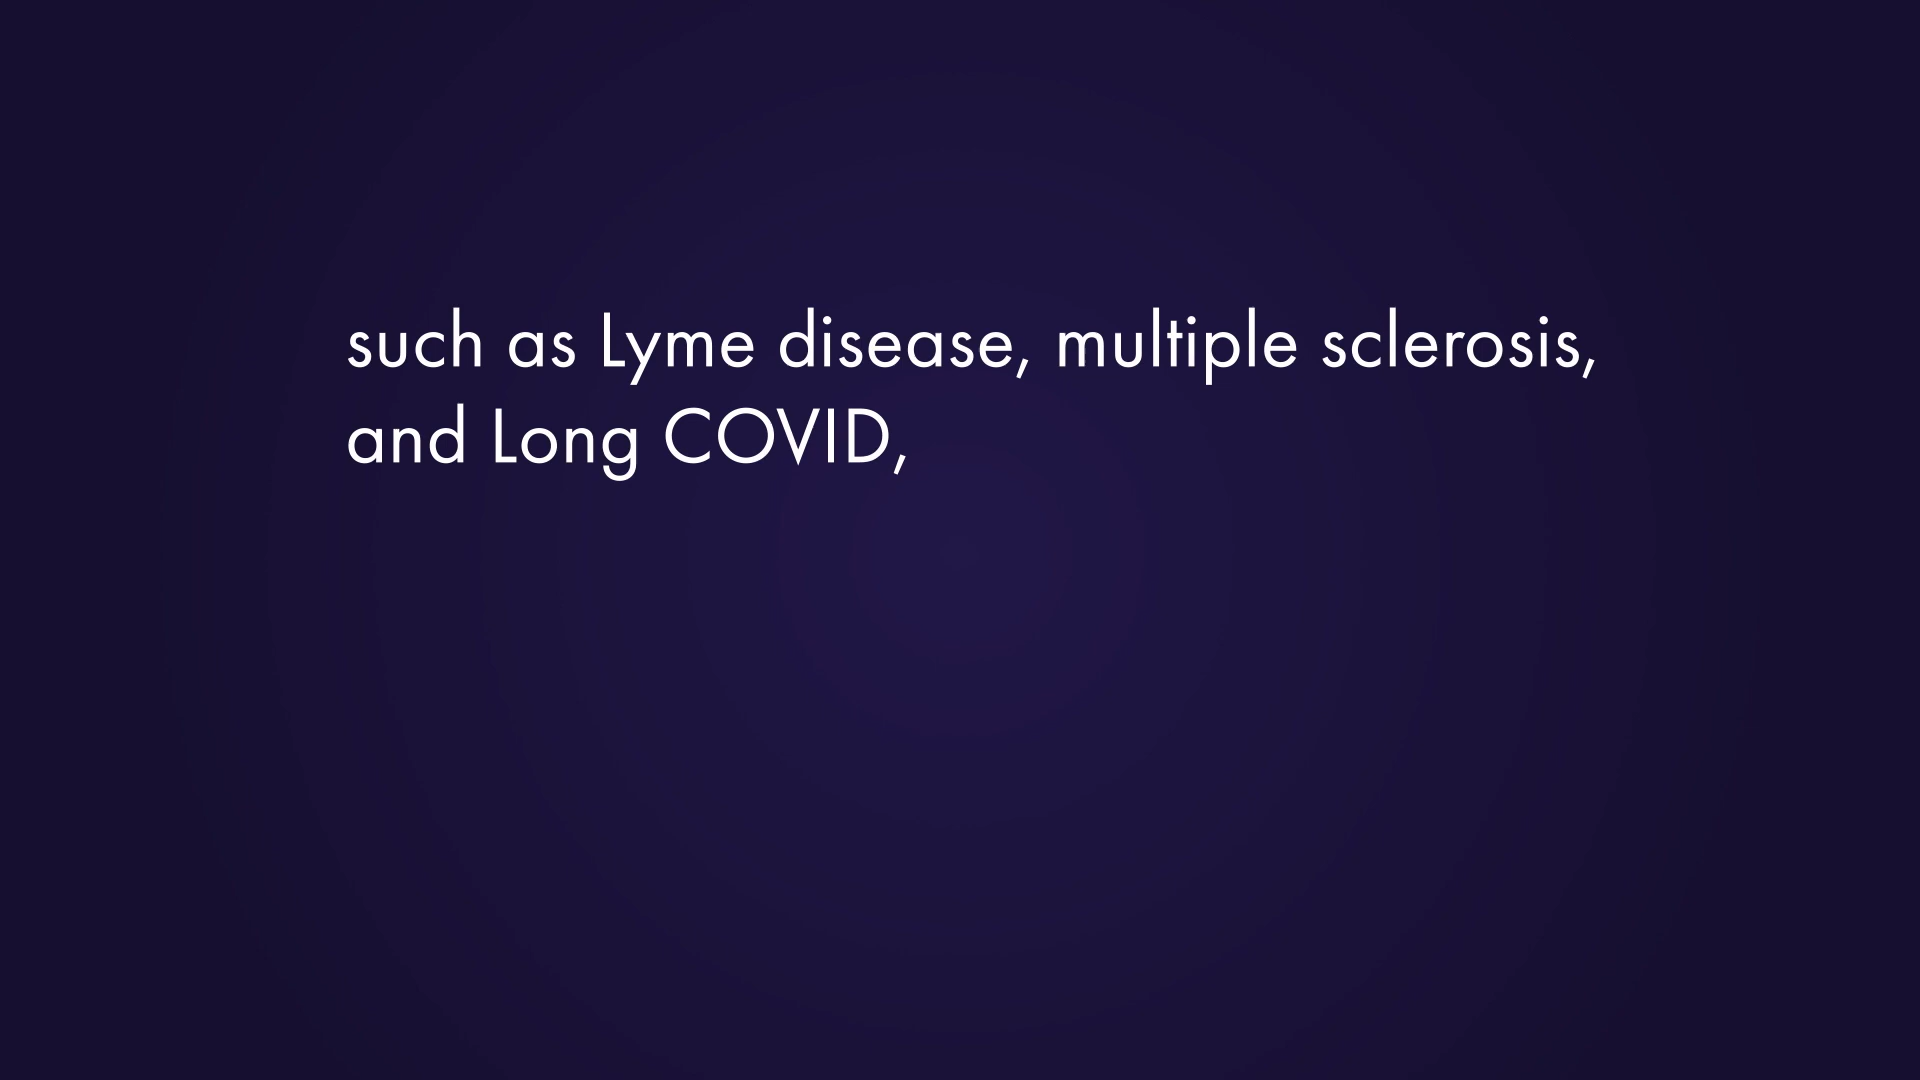 such as Lyme disease, multiple sclerosis,
and Long COVID,